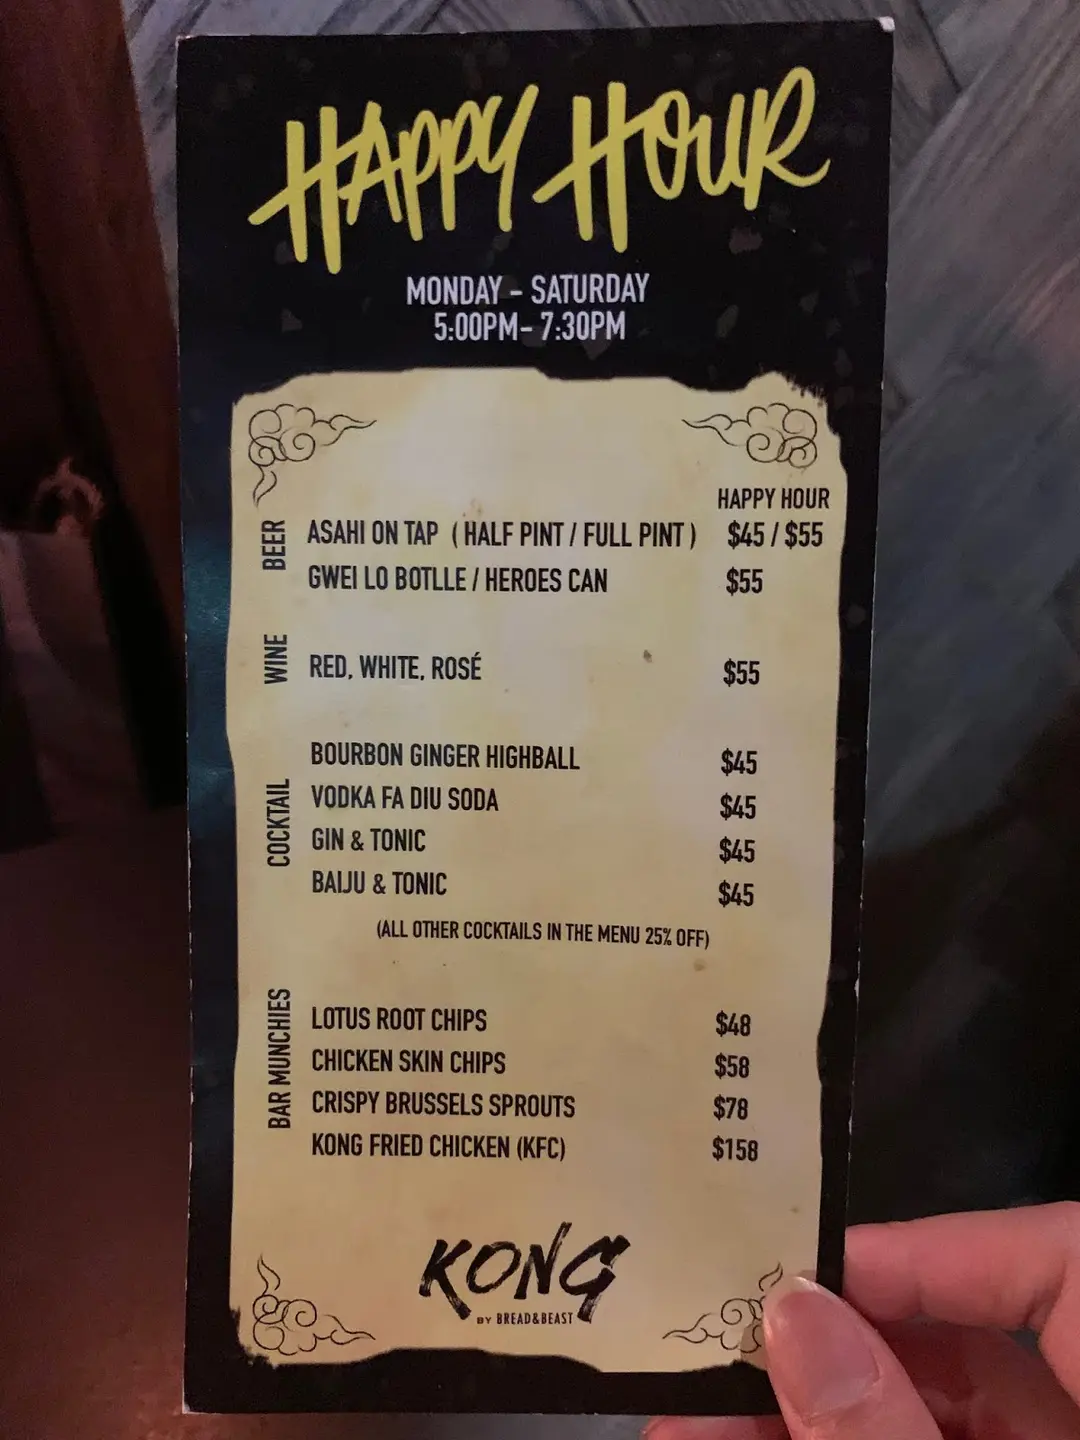 HAPPY HOUR
MONDAY - SATURDAY
5:00PM- 7:30PM
HAPPY HOUR
BEER
ASAHI ON TAP ( HALF PINT / FULL PINT ) $45 / $55
GWEI LO BOTLLE / HEROES CAN $55
WINE
RED, WHITE, ROSÉ $55
COCKTAIL
BOURBON GINGER HIGHBALL $45
VODKA FA DIU SODA $45
GIN & TONIC $45
BAIJU & TONIC $45
(ALL OTHER COCKTAILS IN THE MENU 25% OFF)
BAR MUNCHIES
LOTUS ROOT CHIPS $48
CHICKEN SKIN CHIPS $58
CRISPY BRUSSELS SPROUTS $78
KONG FRIED CHICKEN (KFC) $158
KONG
BY BREAD&BEAST